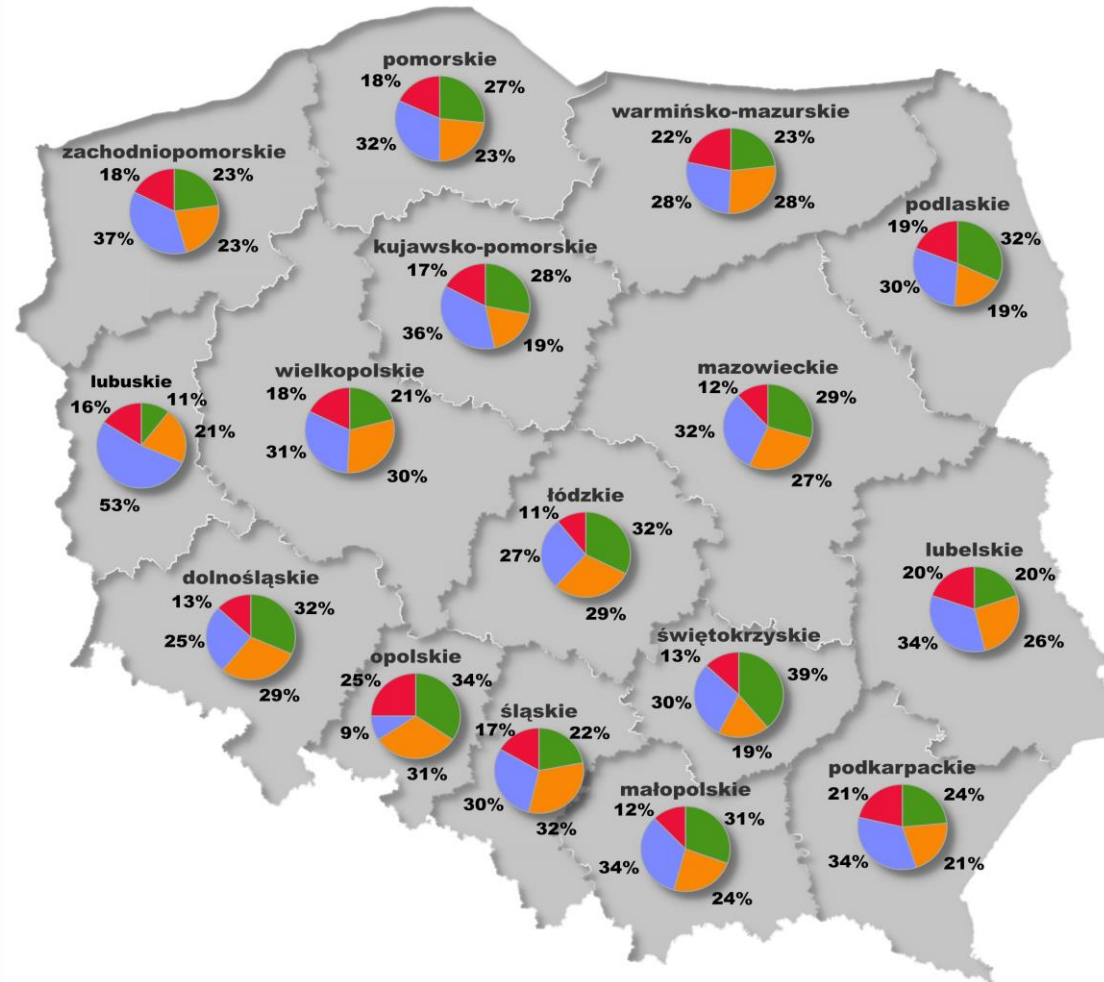 pomorskie
18% 27%
32% 23%
warmińsko-mazurskie
22% 23%
28% 28%
zachodniopomorskie
18% 23%
37% 23%
podlaskie
19% 32%
30% 19%
kujawsko-pomorskie
17% 28%
36% 19%
wielkopolskie
18% 21%
31% 30%
mazowieckie
12% 29%
32% 27%
lubuskie
16% 11%
21%
53%
łódzkie
11% 32%
27% 29%
lubelskie
20% 20%
34% 26%
dolnośląskie
13% 32%
25% 29%
świętokrzyskie
13% 39%
30% 19%
opolskie
25% 34%
9% 31%
śląskie
17% 22%
30% 32%
małopolskie
12% 31%
34% 24%
podkarpackie
21% 24%
34% 21%